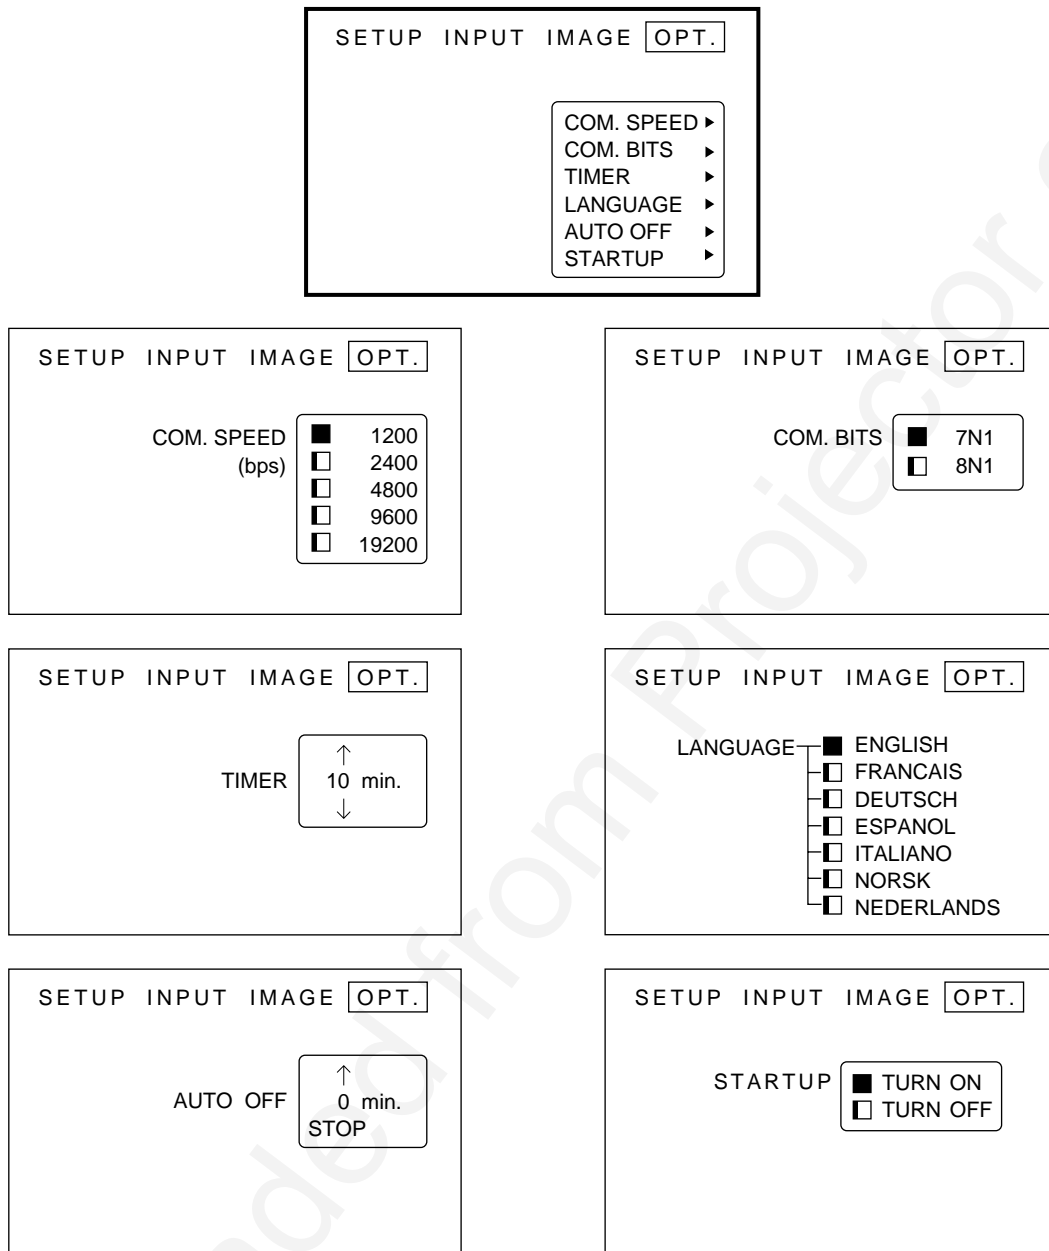 SETUP INPUT IMAGE OPT.
COM. SPEED
COM. BITS
TIMER
LANGUAGE
AUTO OFF
STARTUP
SETUP INPUT IMAGE OPT.
COM. SPEED
(bps)
1200
2400
4800
9600
19200
SETUP INPUT IMAGE OPT.
COM. BITS
7N1
8N1
SETUP INPUT IMAGE OPT.
TIMER
↑
10 min.
↓
SETUP INPUT IMAGE OPT.
LANGUAGE
ENGLISH
FRANCAIS
DEUTSCH
ESPANOL
ITALIANO
NORSK
NEDERLANDS
SETUP INPUT IMAGE OPT.
AUTO OFF
↑
0 min.
STOP
SETUP INPUT IMAGE OPT.
STARTUP
TURN ON
TURN OFF
from Projector